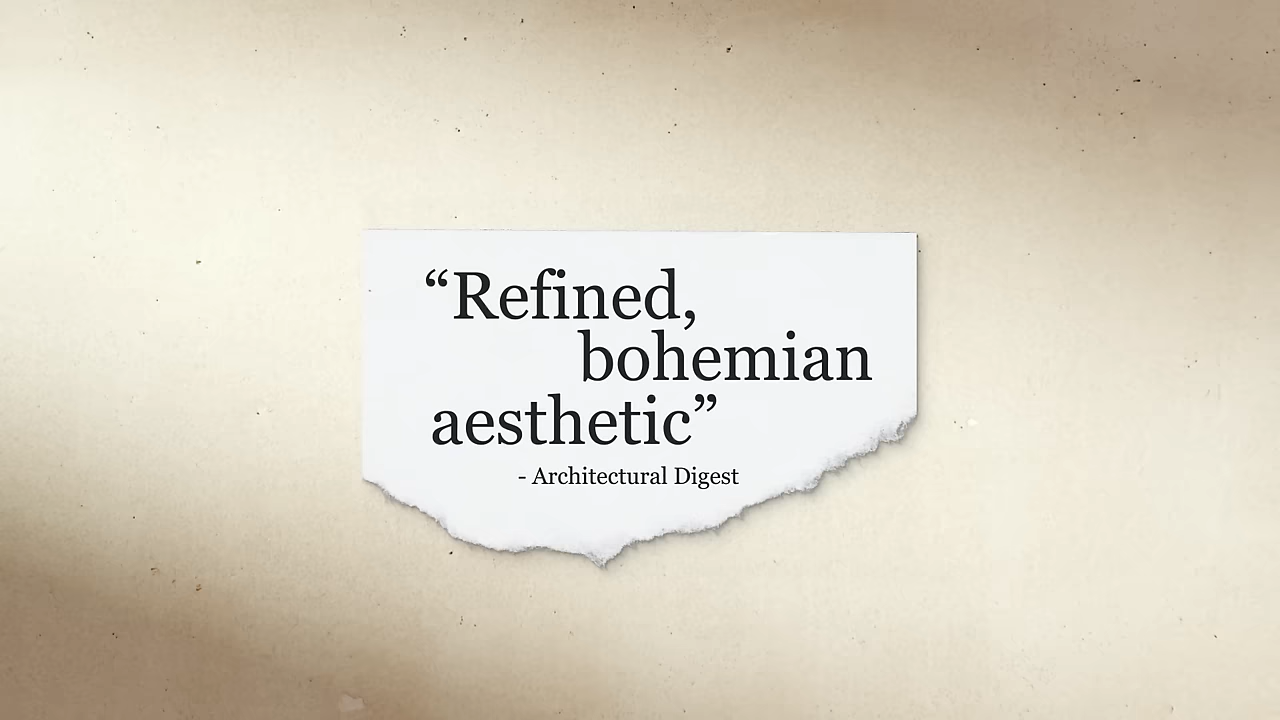 “Refined,
bohemian
aesthetic”
- Architectural Digest